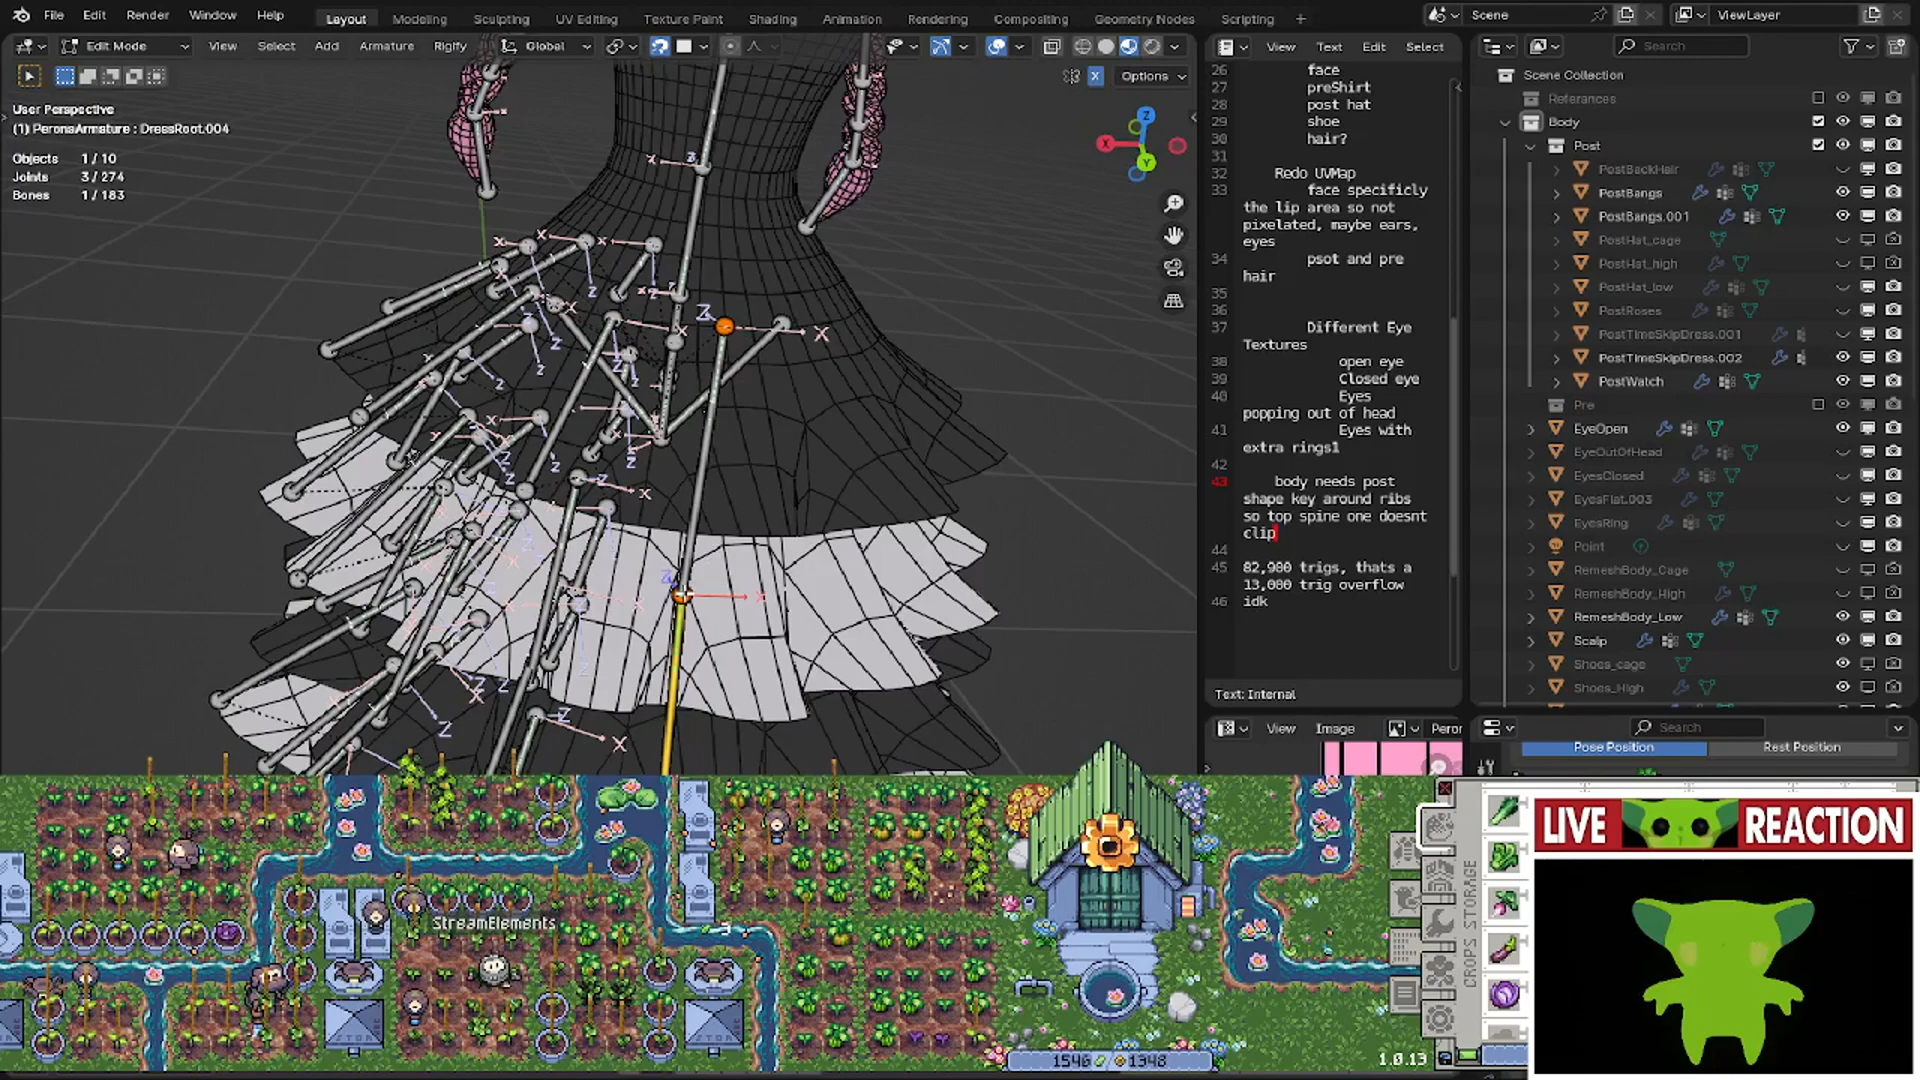 File Edit Render Window Help
Layout Modeling Sculpting UV Editing Texture Paint Shading Animation Rendering Compositing Geometry Nodes Scripting +
Scene
ViewLayer
Edit Mode View Select Add Armature Rigify Global
Options
User Perspective
(1) PeronaArmature : DressRoot.004
Objects 1 / 10
Joints 3 / 274
Bones 1 / 183
View Text Edit Select
26 face
27 preShirt
28 post hat
29 shoe
30 hair?
31
32 Redo UVMap
33 face specificly
the lip area so not
pixelated, maybe ears,
eyes
34 psot and pre
hair
35
36
37 Different Eye
Textures
38 open eye
39 Closed eye
40 Eyes
popping out of head
41 Eyes with
extra rings1
42
43 body needs post
shape key around ribs
so top spine one doesnt
clip
44
45 82,980 trigs, thats a
13,000 trig overflow
46 idk
Text: Internal
View Image Peror
Search
Scene Collection
Referances
Body
Post
PostBackHair
PostBangs
PostBangs.001
PostHat_cage
PostHat_high
PostHat_low
PostRoses
PostTimeSkipDress.001
PostTimeSkipDress.002
PostWatch
Pre
EyeOpen
EyeOutOfHead
EyesClosed
EyesFlat.003
EyesRing
Point
RemeshBody_Cage
RemeshBody_High
RemeshBody_Low
Scalp
Shoes_cage
Shoes_High
Search
Pose Position Rest Position
StreamElements
CROPS STORAGE
LIVE REACTION
1546 / 1348
1.0.13